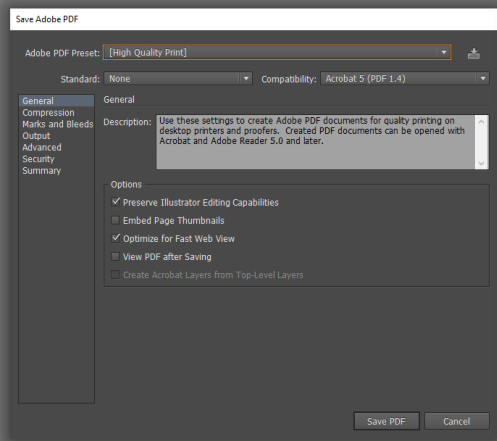 Save Adobe PDF
Adobe PDF Preset: [High Quality Print]
Standard: None Compatibility: Acrobat 5 (PDF 1.4)
General
Compression
Marks and Bleeds
Output
Advanced
Security
Summary
General
Description: Use these settings to create Adobe PDF documents for quality printing on
desktop printers and proofers. Created PDF documents can be opened with
Acrobat and Adobe Reader 5.0 and later.
Options
Preserve Illustrator Editing Capabilities
Embed Page Thumbnails
Optimize for Fast Web View
View PDF after Saving
Create Acrobat Layers from Top-Level Layers
Save PDF Cancel